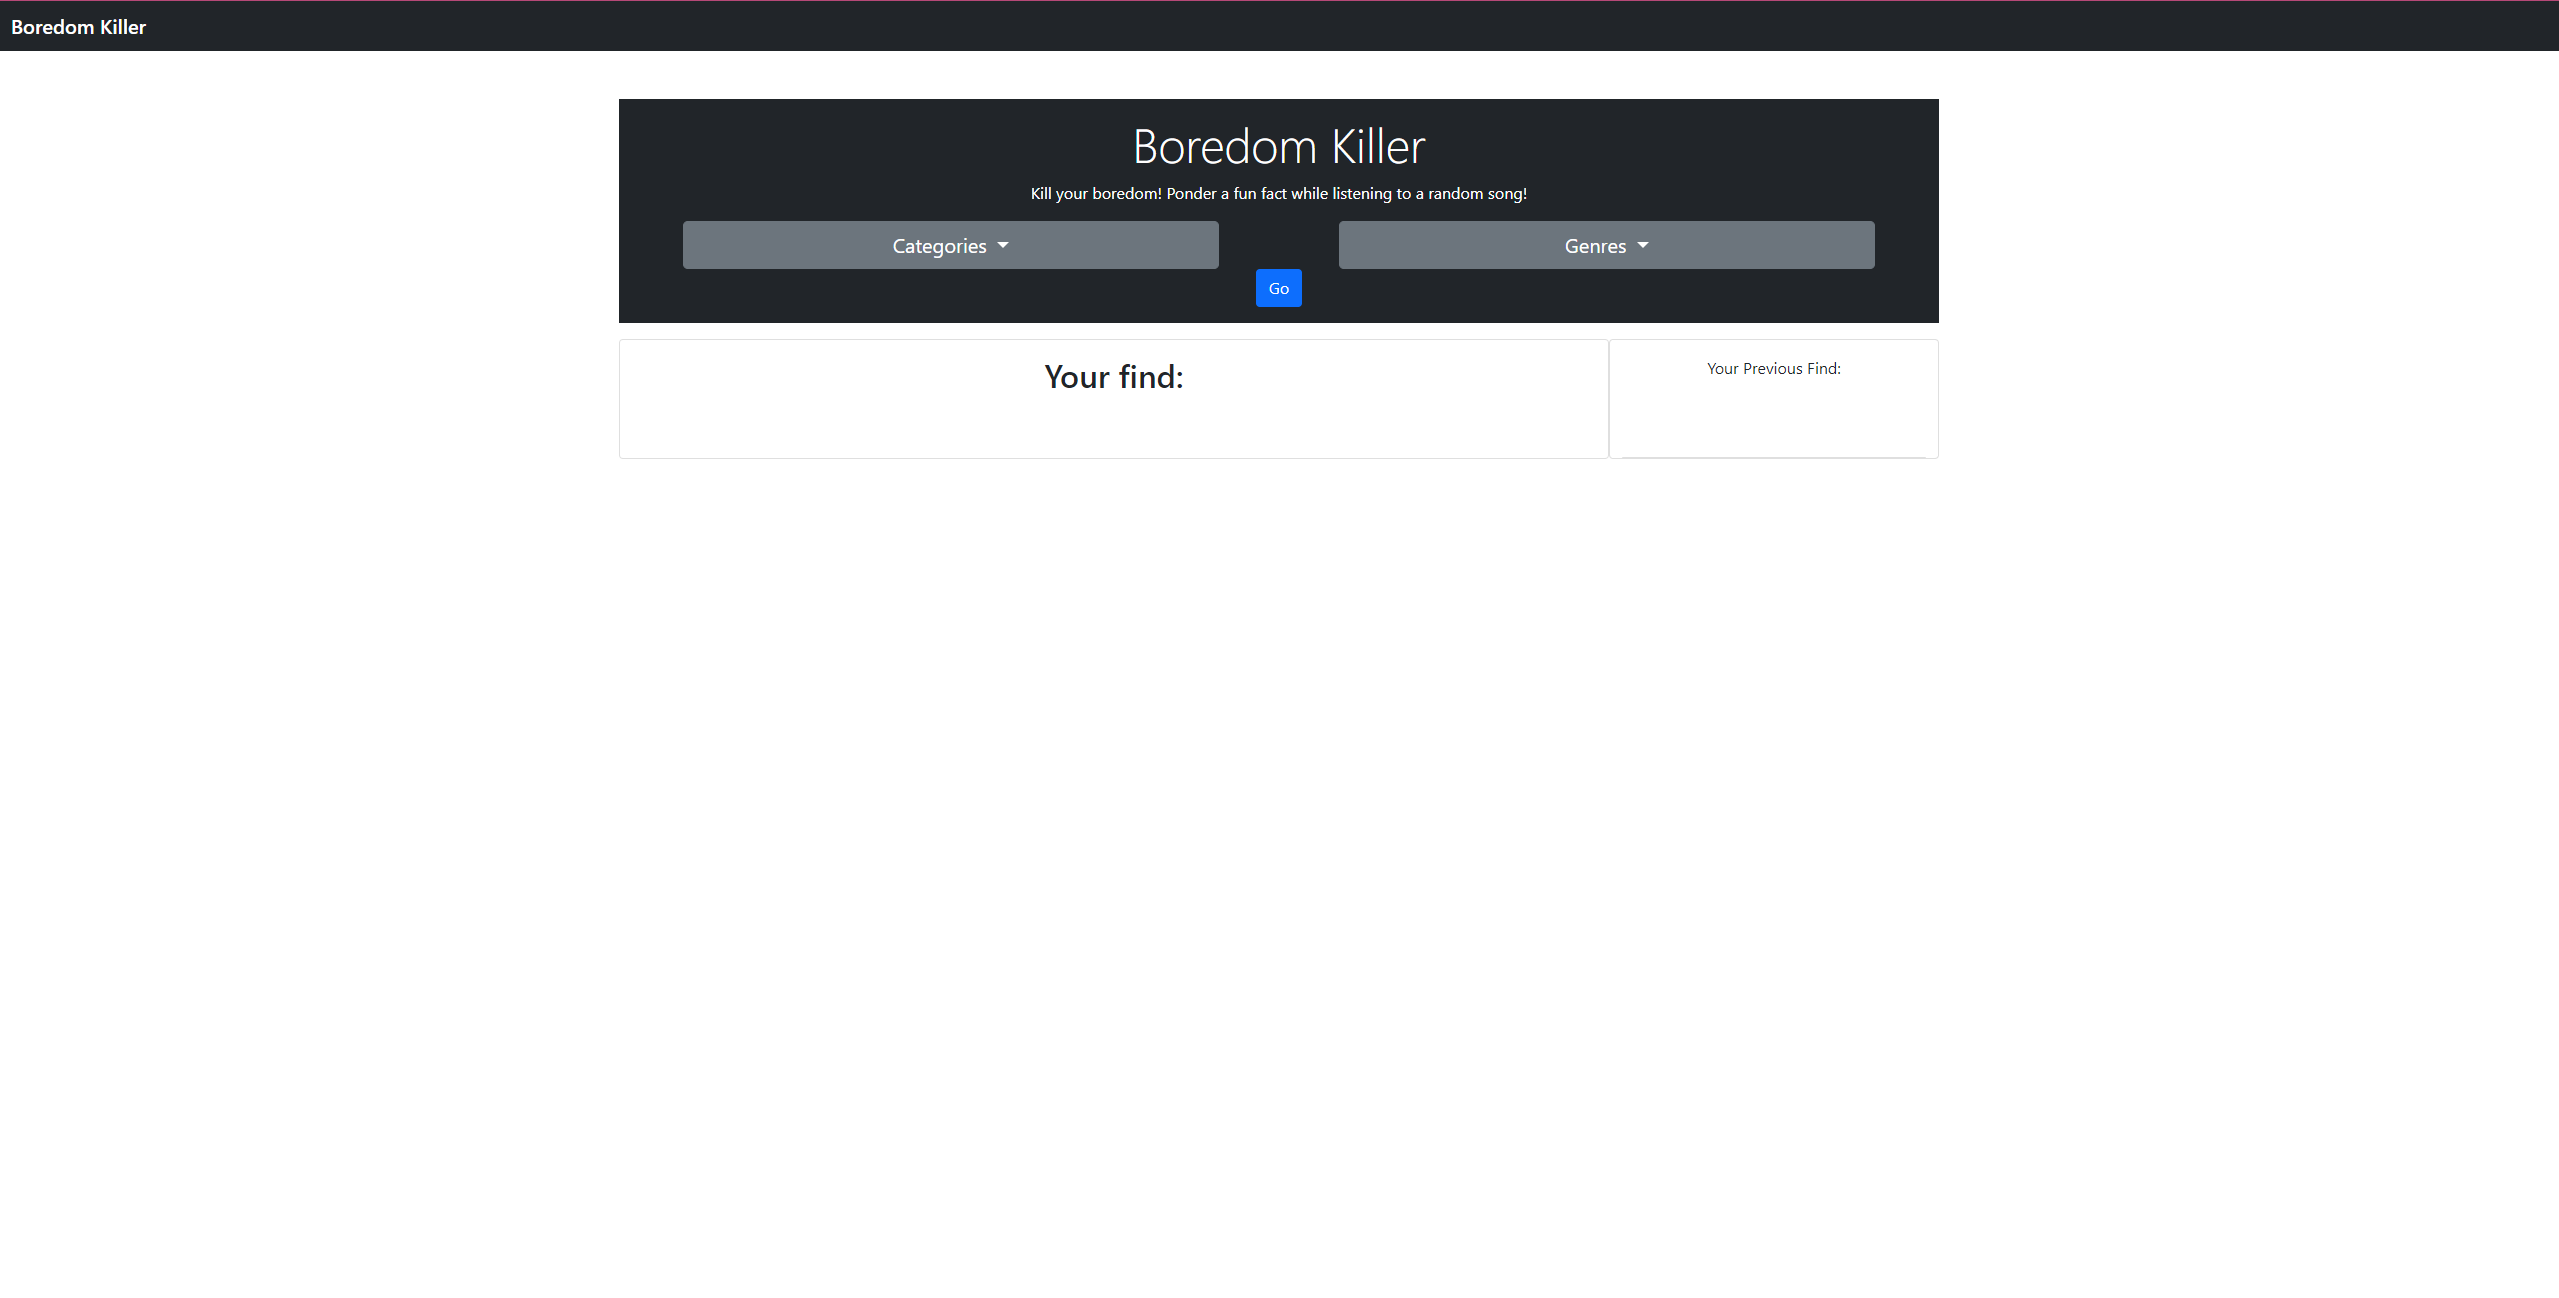 Boredom Killer
Boredom Killer
Kill your boredom! Ponder a fun fact while listening to a random song!
Categories
Genres
Go
Your find:
Your Previous Find: